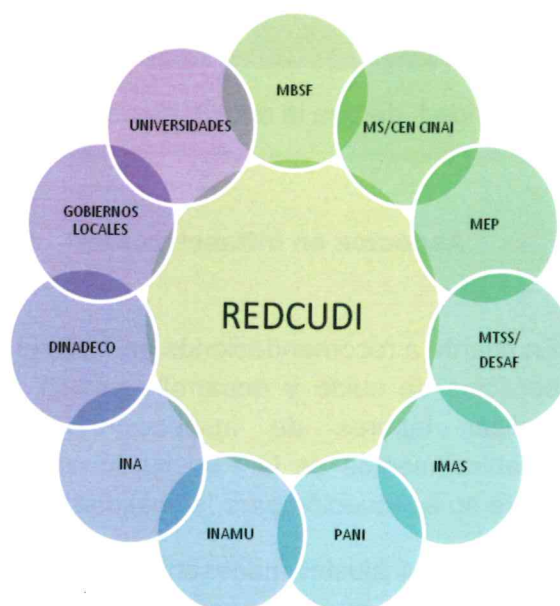 MBSF
MS/CEN CINAI
MEP
MTSS/
DESAF
IMAS
PANI
INAMU
INA
DINADECO
GOBIERNOS
LOCALES
UNIVERSIDADES
REDCUDI